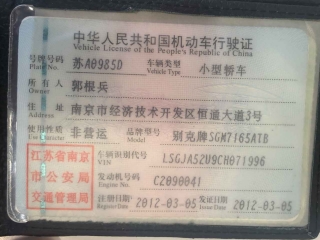 中华人民共和国机动车行驶证
Vehicle License of the People's Republic of China
号牌号码 苏A098SD 车辆类型 小型轿车
Plate No. Vehicle Type
所有人 郭根兵
Owner
住址 南京市经济技术开发区恒通大道3号
Address
使用性质 非营运 品牌型号 别克牌SGM7165ATB
Use Character Model
江苏省南京
市公安局
交通管理局
车辆识别代号 LSGJA52U9CH071996
VIN
发动机号码 C2090041
Engine No.
注册日期 2012-03-05 发证日期 2012-03-05
Register Date Issue Date